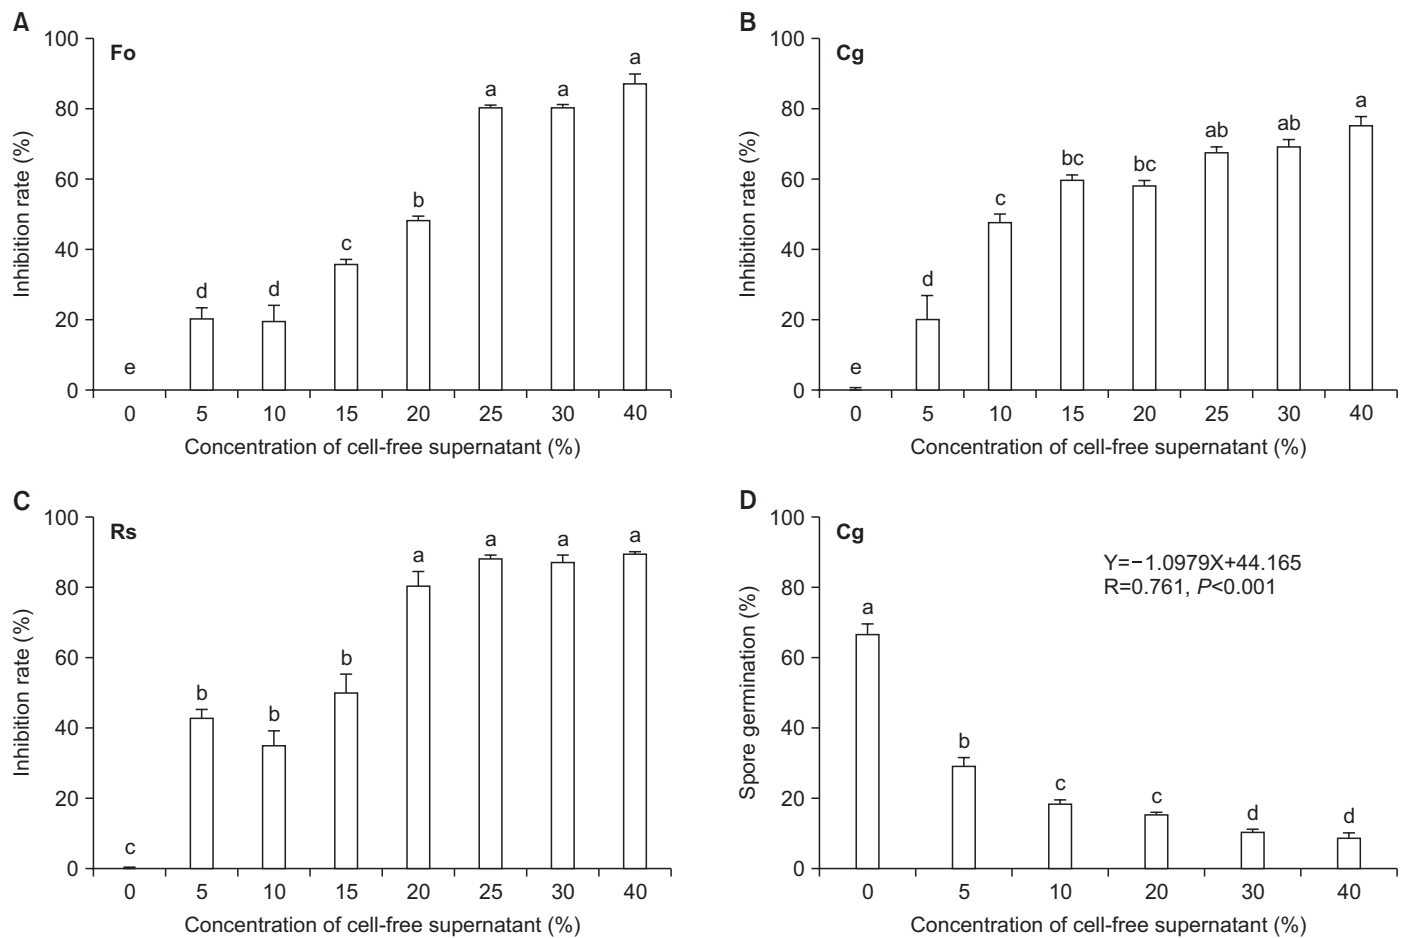 A
Fo
Inhibition rate (%)
100
80
60
40
20
0
e
d
d
c
b
a
a
a
0 5 10 15 20 25 30 40
Concentration of cell-free supernatant (%)
B
Cg
Inhibition rate (%)
100
80
60
40
20
0
e
d
c
bc
bc
ab
ab
a
0 5 10 15 20 25 30 40
Concentration of cell-free supernatant (%)
C
Rs
Inhibition rate (%)
100
80
60
40
20
0
c
b
b
b
a
a
a
a
0 5 10 15 20 25 30 40
Concentration of cell-free supernatant (%)
D
Cg
Y=−1.0979X+44.165
R=0.761, P<0.001
Spore germination (%)
100
80
60
40
20
0
a
b
c
c
d
d
0 5 10 20 30 40
Concentration of cell-free supernatant (%)